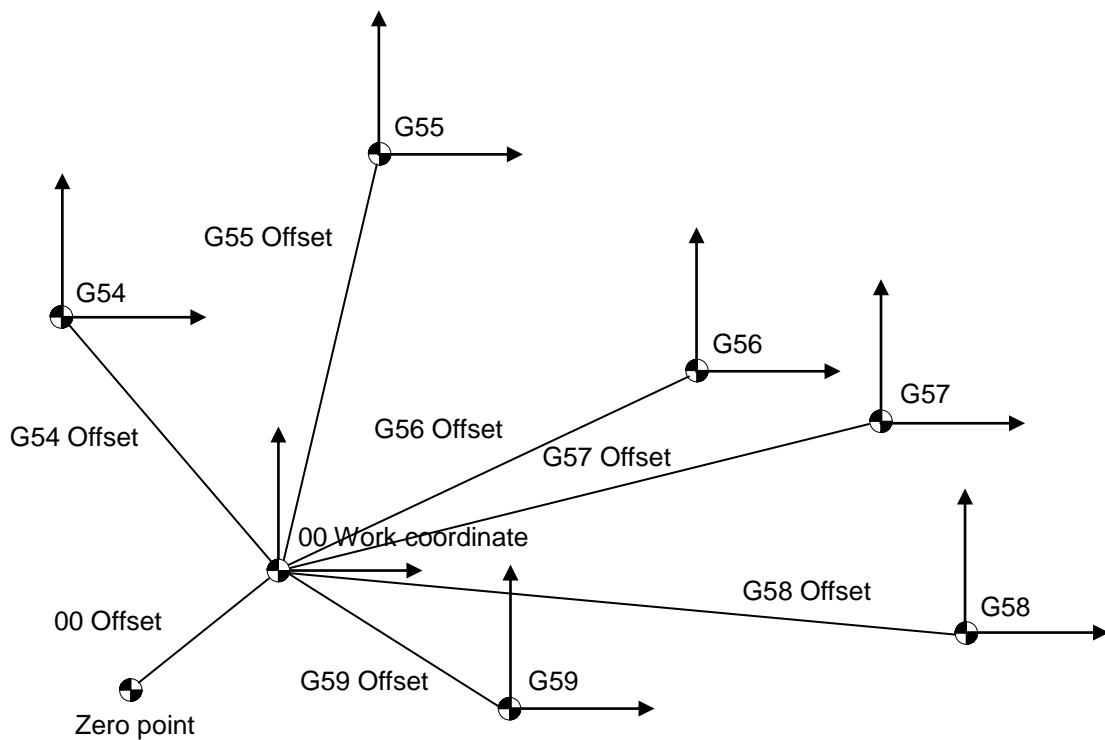 G55
G55 Offset
G54
G56
G57
G56 Offset
G54 Offset
G57 Offset
00 Work coordinate
G58 Offset
G58
00 Offset
G59 Offset
G59
Zero point